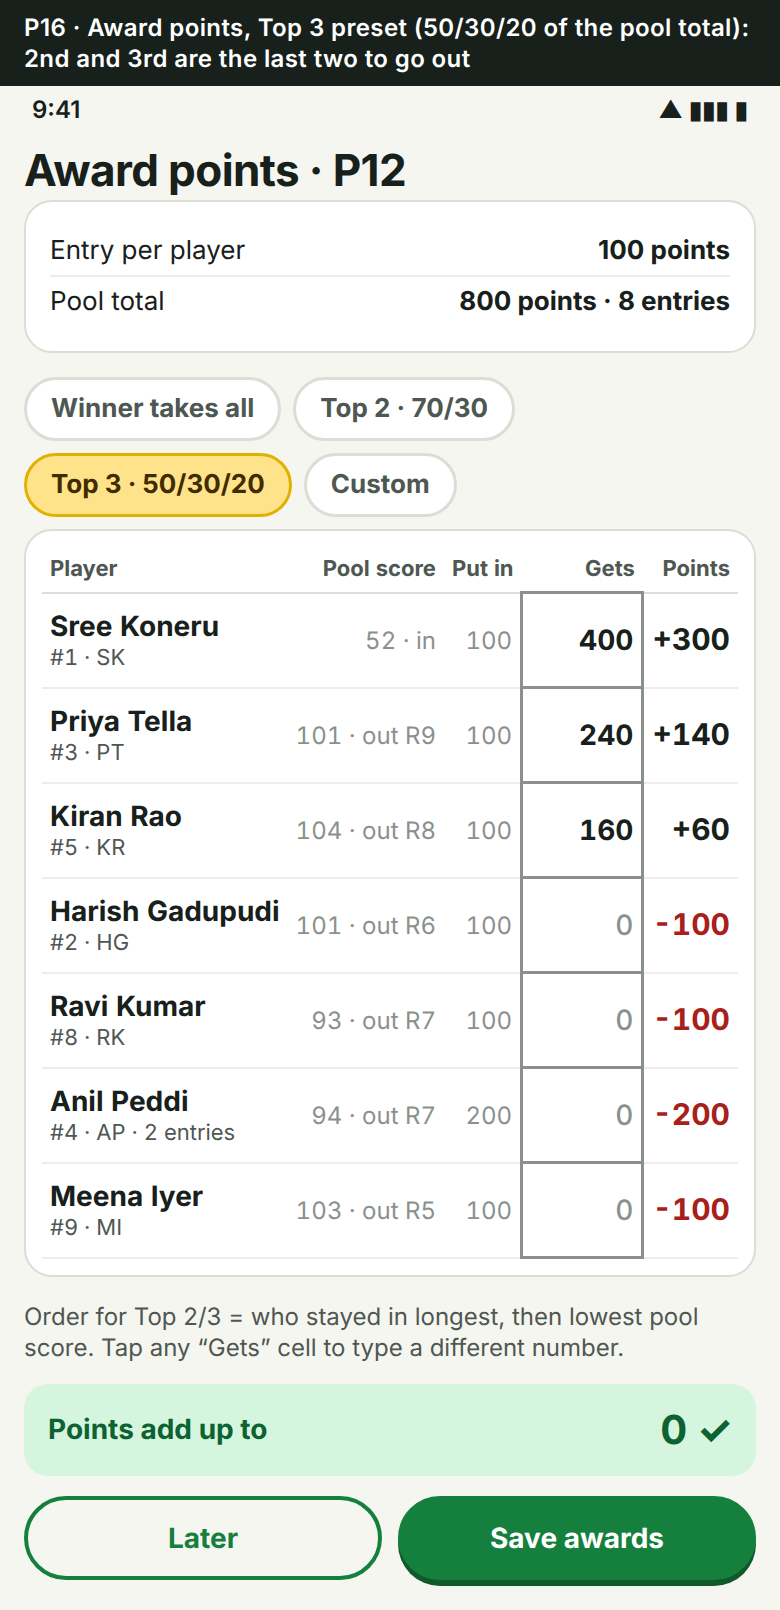 P16 · Award points, Top 3 preset (50/30/20 of the pool total):
2nd and 3rd are the last two to go out
9:41
Award points · P12
Entry per player 100 points
Pool total 800 points · 8 entries
Winner takes all Top 2 · 70/30
Top 3 · 50/30/20 Custom
Player Pool score Put in Gets Points
Sree Koneru 52 · in 100 400 +300
#1 · SK
Priya Tella 101 · out R9 100 240 +140
#3 · PT
Kiran Rao 104 · out R8 100 160 +60
#5 · KR
Harish Gadupudi 101 · out R6 100 0 -100
#2 · HG
Ravi Kumar 93 · out R7 100 0 -100
#8 · RK
Anil Peddi 94 · out R7 200 0 -200
#4 · AP · 2 entries
Meena Iyer 103 · out R5 100 0 -100
#9 · MI
Order for Top 2/3 = who stayed in longest, then lowest pool
score. Tap any “Gets” cell to type a different number.
Points add up to 0 ✓
Later Save awards